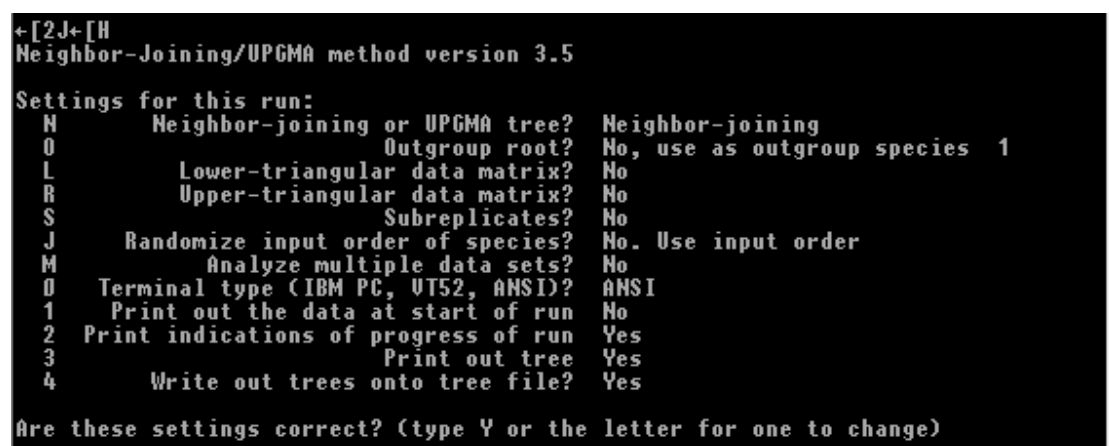 ←[2J←[H
Neighbor-Joining/UPGMA method version 3.5
Settings for this run:
N Neighbor-joining or UPGMA tree? Neighbor-joining
O Outgroup root? No, use as outgroup species 1
L Lower-triangular data matrix? No
R Upper-triangular data matrix? No
S Subreplicates? No
J Randomize input order of species? No. Use input order
M Analyze multiple data sets? No
0 Terminal type (IBM PC, VT52, ANSI)? ANSI
1 Print out the data at start of run No
2 Print indications of progress of run Yes
3 Print out tree Yes
4 Write out trees onto tree file? Yes
Are these settings correct? (type Y or the letter for one to change)